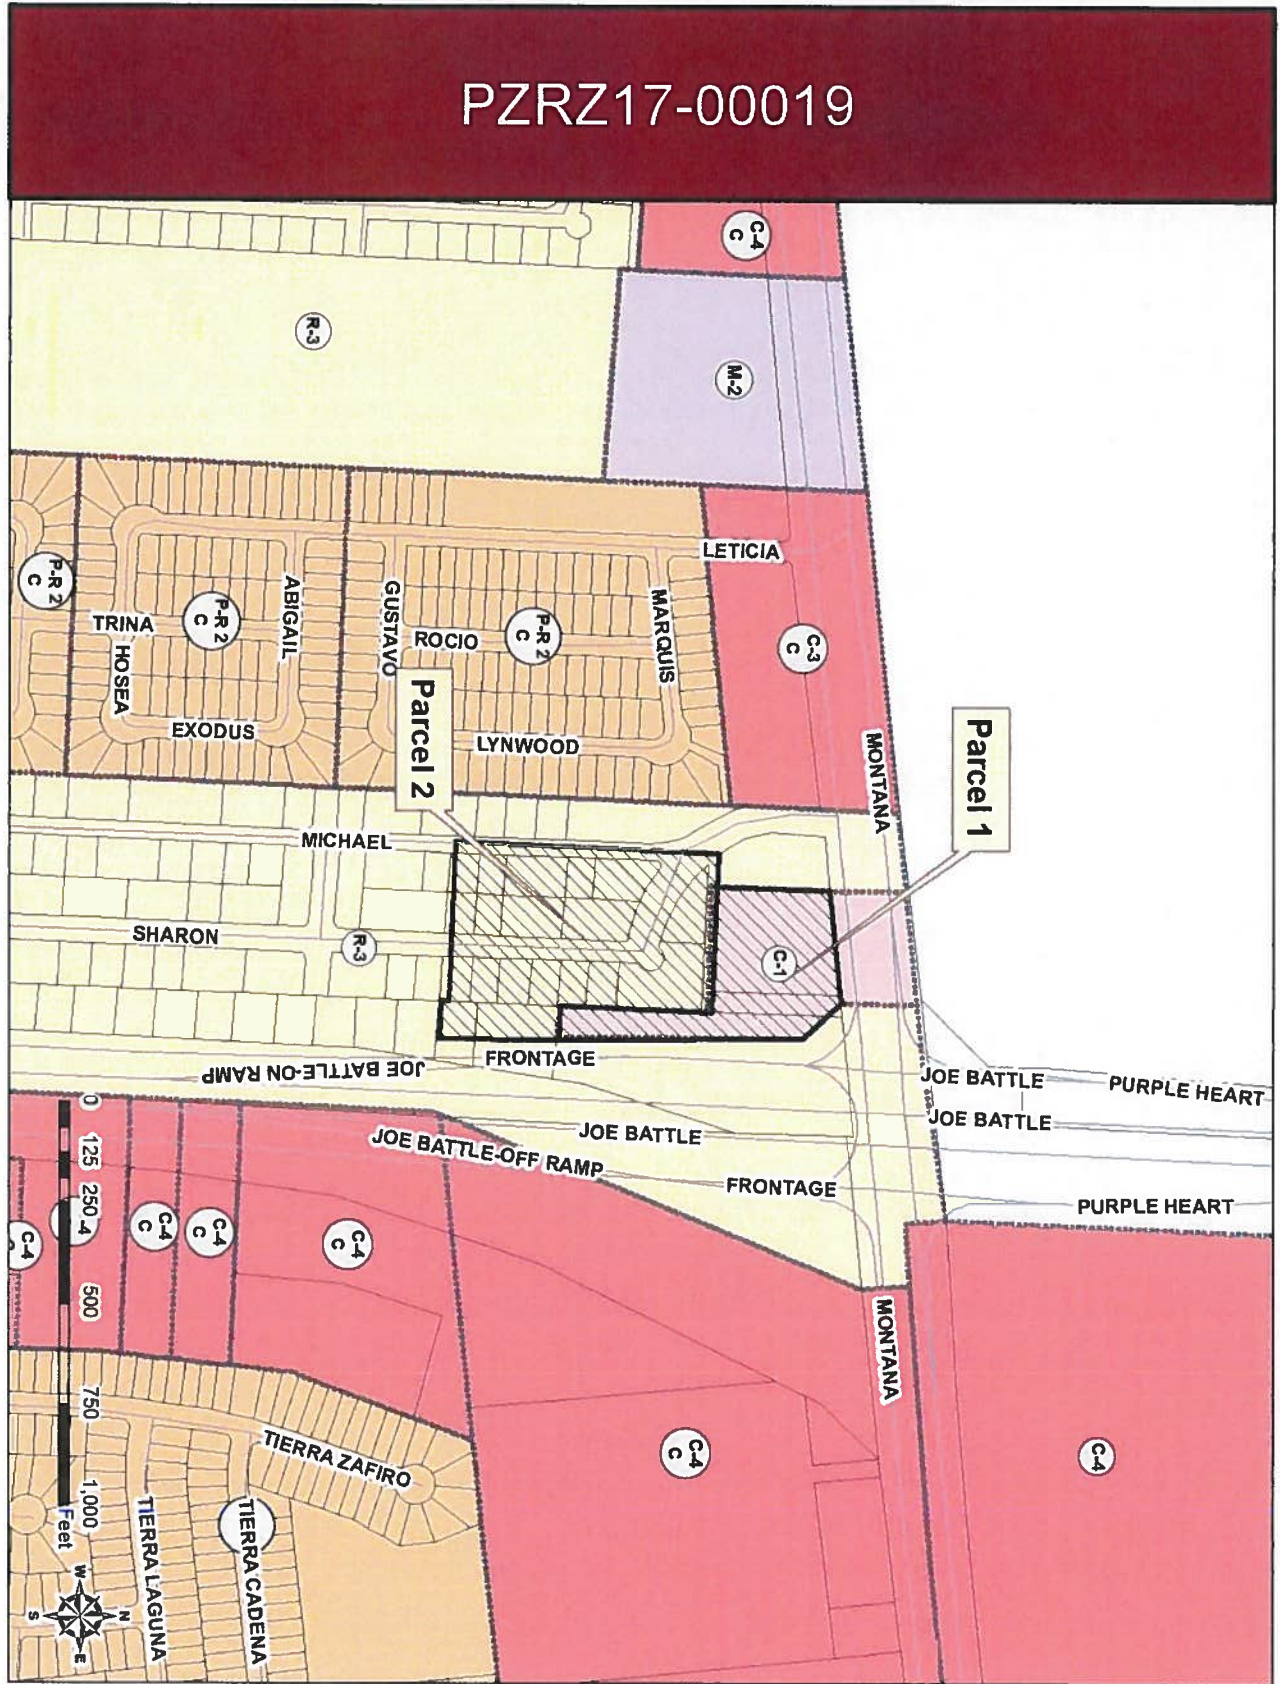 PZRZ17-00019
C-4
C
M-2
R-3
C-3
C
LETICIA
MARQUIS
P-R 2
C
ROCIO
GUSTAVO
LYNWOOD
ABIGAIL
P-R 2
C
TRINA
HOSEA
EXODUS
P-R 2
C
Parcel 1
Parcel 2
MONTANA
MICHAEL
SHARON
R-3
C-1
FRONTAGE
JOE BATTLE-ON RAMP
JOE BATTLE
PURPLE HEART
JOE BATTLE
JOE BATTLE
JOE BATTLE-OFF RAMP
FRONTAGE
PURPLE HEART
MONTANA
C-4
C
C-4
C
C-4
C
C-4
C-4
C
C-4
TIERRA ZAFIRO
TIERRA CADENA
TIERRA LAGUNA
0
125
250
500
750
1,000
Feet
N
W
E
S